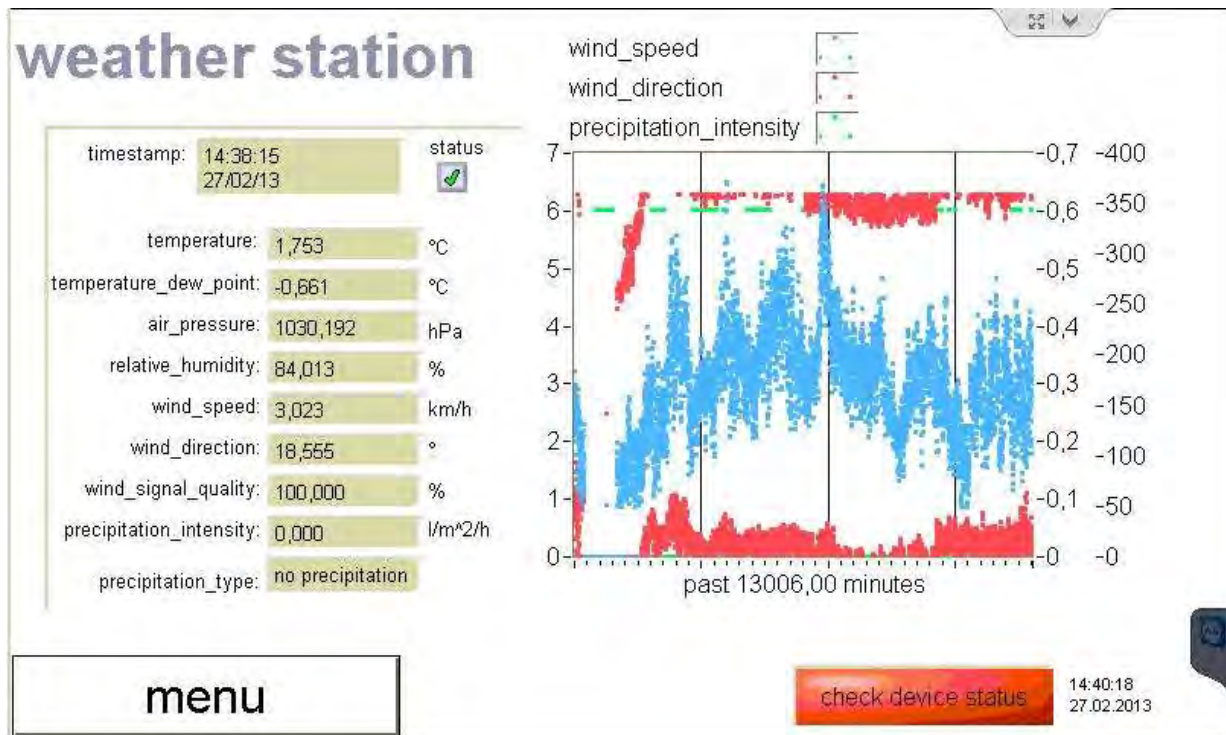 weather station
timestamp: 14:38:15
27/02/13
status
temperature: 1,753 °C
temperature_dew_point: -0,661 °C
air_pressure: 1030,192 hPa
relative_humidity: 84,013 %
wind_speed: 3,023 km/h
wind_direction: 18,555 °
wind_signal_quality: 100,000 %
precipitation_intensity: 0,000 l/m^2/h
precipitation_type: no precipitation
menu
wind_speed
wind_direction
precipitation_intensity
7 0,7 400
350
6 0,6
300
5 0,5
250
4 0,4
200
3 0,3
150
2 0,2
100
1 0,1
50
0 0 0
past 13006,00 minutes
check device status
14:40:18
27.02.2013